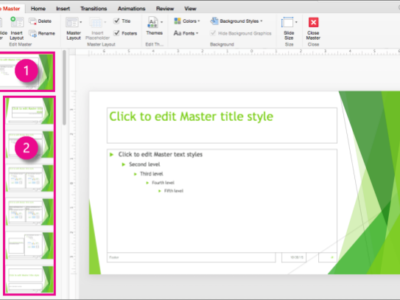 Master
Home
Insert
Transitions
Animations
Review
View
Insert
Layout
Delete
Rename
Edit Master
Master
Layout
Insert
Placeholder
Title
Footers
Master Layout
Themes
Colors
Fonts
Background Styles
Hide Background Graphics
Background
Slide
Size
Size
Close
Master
Close
1
2
Click to edit Master title style
Click to edit Master text styles
Second level
Third level
Fourth level
Fifth level
Footer